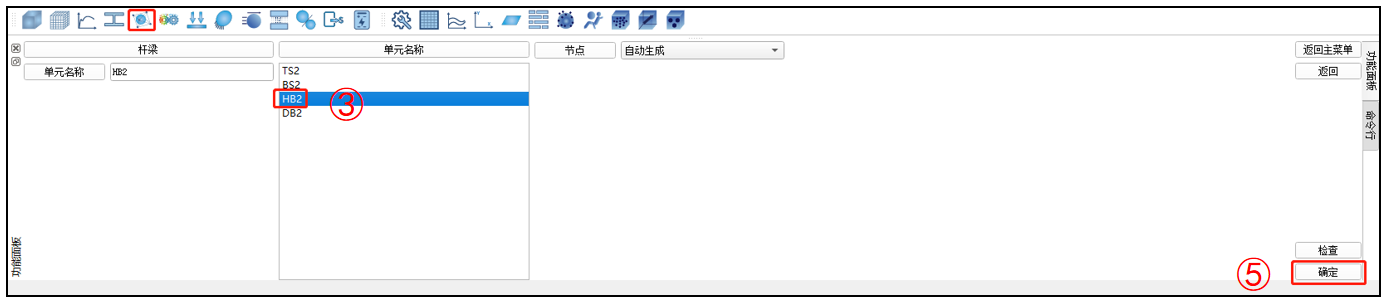 杆梁
单元名称
节点
自动生成
返回主菜单
单元名称
HB2
TS2
BS2
HB2
DB2
③
返回
功能面板
命令行
功能面板
检查
⑤
确定